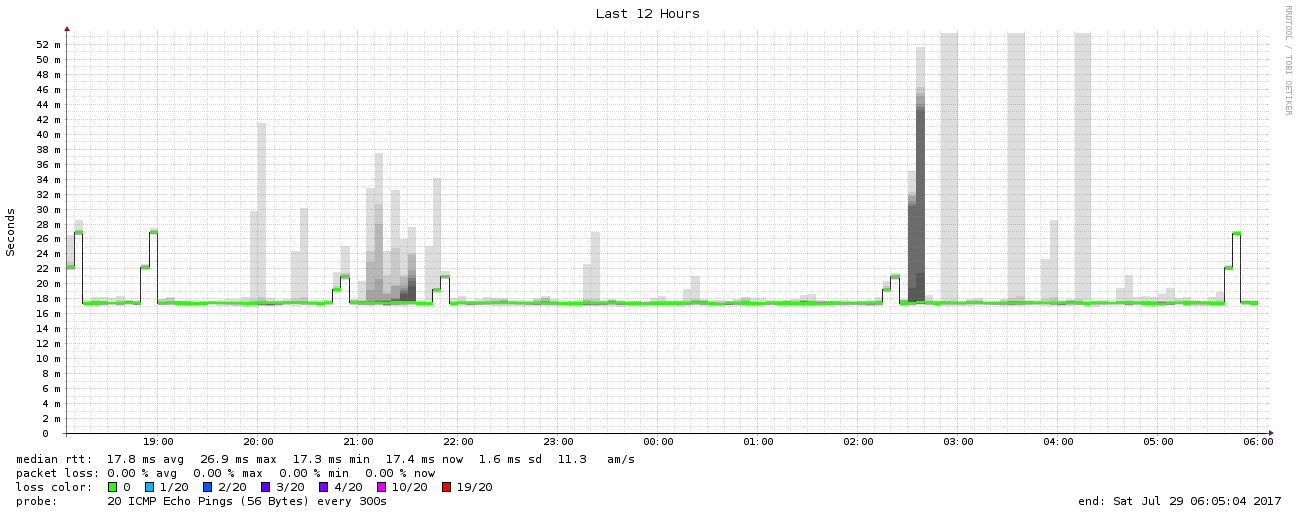 Last 12 Hours
RRDTOOL / TOBI OETIKER
Seconds
52 m
50 m
48 m
46 m
44 m
42 m
40 m
38 m
36 m
34 m
32 m
30 m
28 m
26 m
24 m
22 m
20 m
18 m
16 m
14 m
12 m
10 m
8 m
6 m
4 m
2 m
0
19:00 20:00 21:00 22:00 23:00 00:00 01:00 02:00 03:00 04:00 05:00 06:00
median rtt: 17.8 ms avg 26.9 ms max 17.3 ms min 17.4 ms now 1.6 ms sd 11.3 am/s
packet loss: 0.00 % avg 0.00 % max 0.00 % min 0.00 % now
loss color: 0 1/20 2/20 3/20 4/20 10/20 19/20
probe: 20 ICMP Echo Pings (56 Bytes) every 300s end: Sat Jul 29 06:05:04 2017